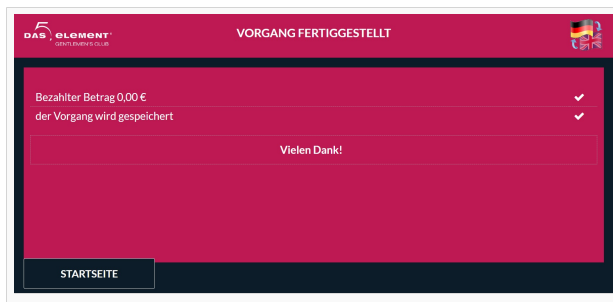 DAS 5 ELEMENT
GENTLEMEN'S CLUB
VORGANG FERTIGGESTELLT
Bezahlter Betrag 0,00 €
der Vorgang wird gespeichert
Vielen Dank!
STARTSEITE